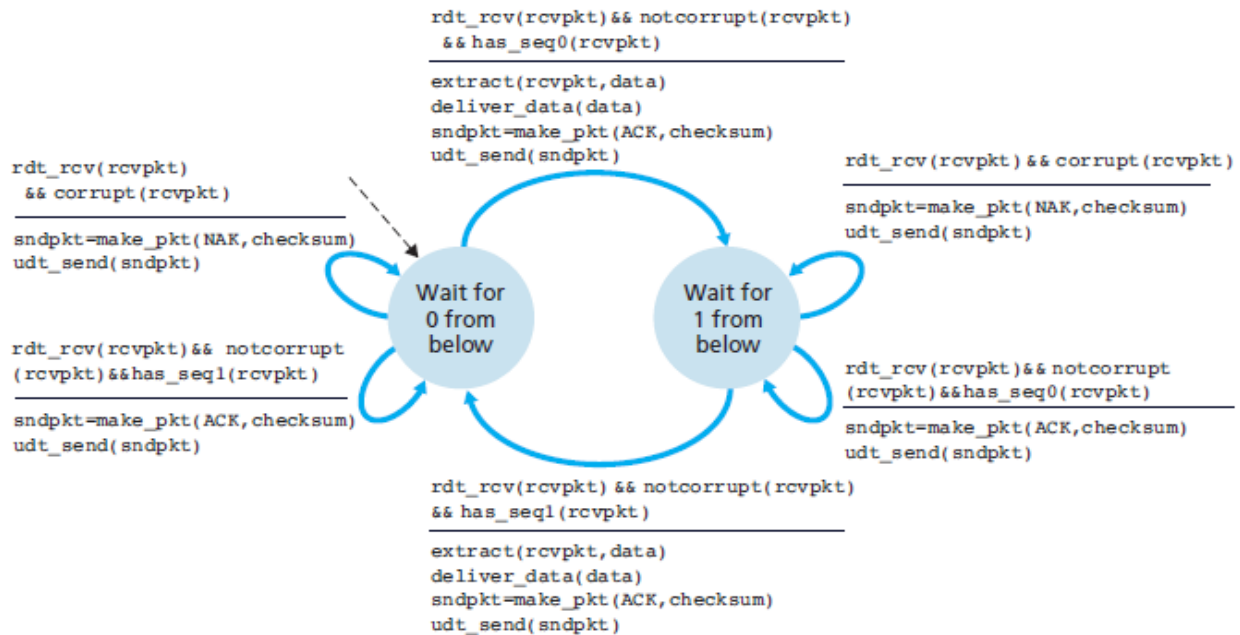 rdt_rcv(rcvpkt)&& notcorrupt(rcvpkt)
&& has_seq0(rcvpkt)
extract(rcvpkt,data)
deliver_data(data)
sndpkt=make_pkt(ACK,checksum)
udt_send(sndpkt)
rdt_rcv(rcvpkt)
&& corrupt(rcvpkt)
sndpkt=make_pkt(NAK,checksum)
udt_send(sndpkt)
rdt_rcv(rcvpkt)&& corrupt(rcvpkt)
sndpkt=make_pkt(NAK,checksum)
udt_send(sndpkt)
Wait for
0 from
below
Wait for
1 from
below
rdt_rcv(rcvpkt)&& notcorrupt
(rcvpkt)&&has_seq1(rcvpkt)
sndpkt=make_pkt(ACK,checksum)
udt_send(sndpkt)
rdt_rcv(rcvpkt)&& notcorrupt
(rcvpkt)&&has_seq0(rcvpkt)
sndpkt=make_pkt(ACK,checksum)
udt_send(sndpkt)
rdt_rcv(rcvpkt)&& notcorrupt(rcvpkt)
&& has_seq1(rcvpkt)
extract(rcvpkt,data)
deliver_data(data)
sndpkt=make_pkt(ACK,checksum)
udt_send(sndpkt)